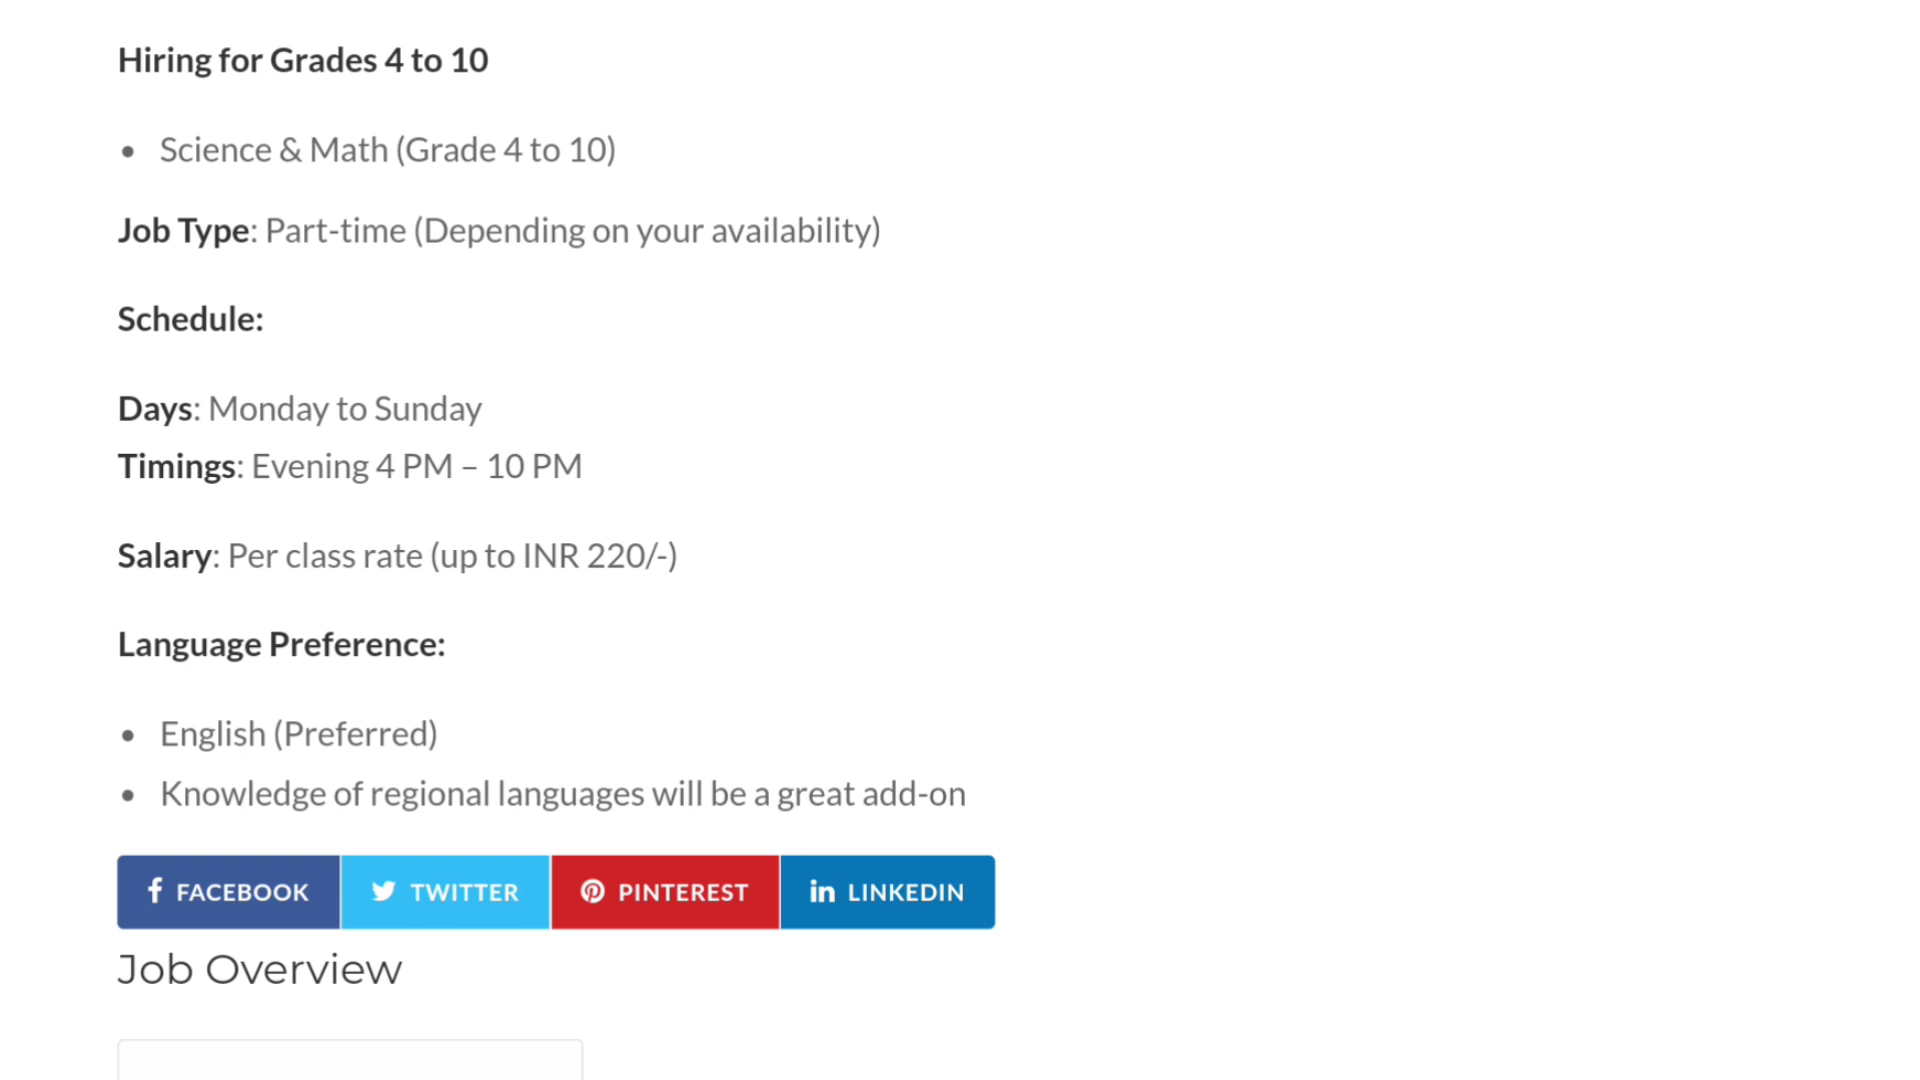 Hiring for Grades 4 to 10
• Science & Math (Grade 4 to 10)
Job Type: Part-time (Depending on your availability)
Schedule:
Days: Monday to Sunday
Timings: Evening 4 PM – 10 PM
Salary: Per class rate (up to INR 220/-)
Language Preference:
• English (Preferred)
• Knowledge of regional languages will be a great add-on
FACEBOOK TWITTER PINTEREST LINKEDIN
Job Overview